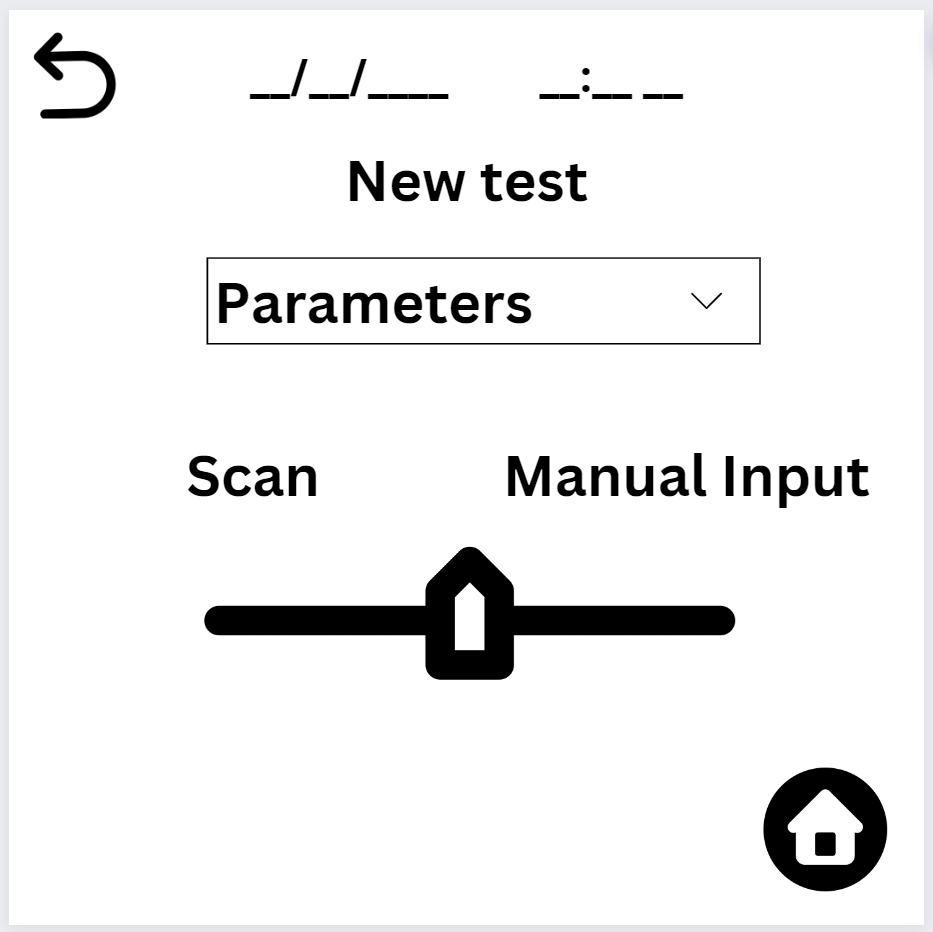 __/__/____ __:__ __
New test
Parameters
Scan Manual Input